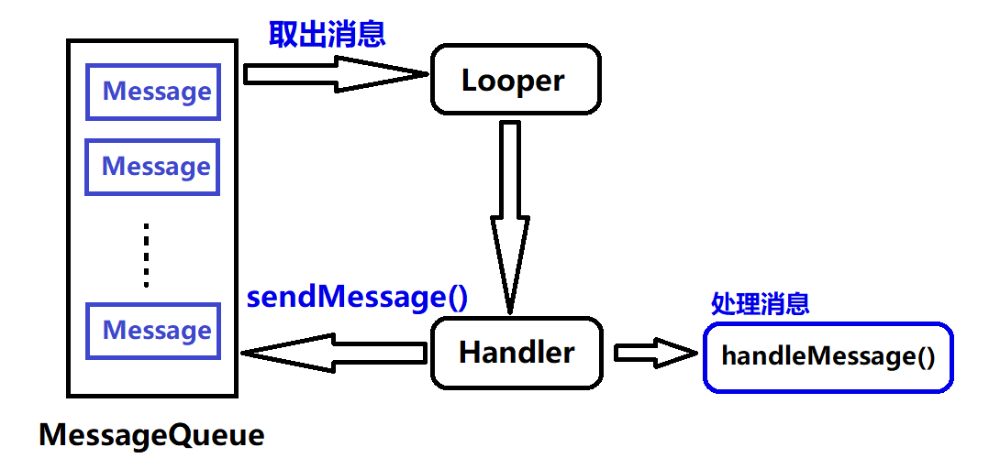 取出消息
Message
Looper
Message
sendMessage()
处理消息
Message
Handler
handleMessage()
MessageQueue